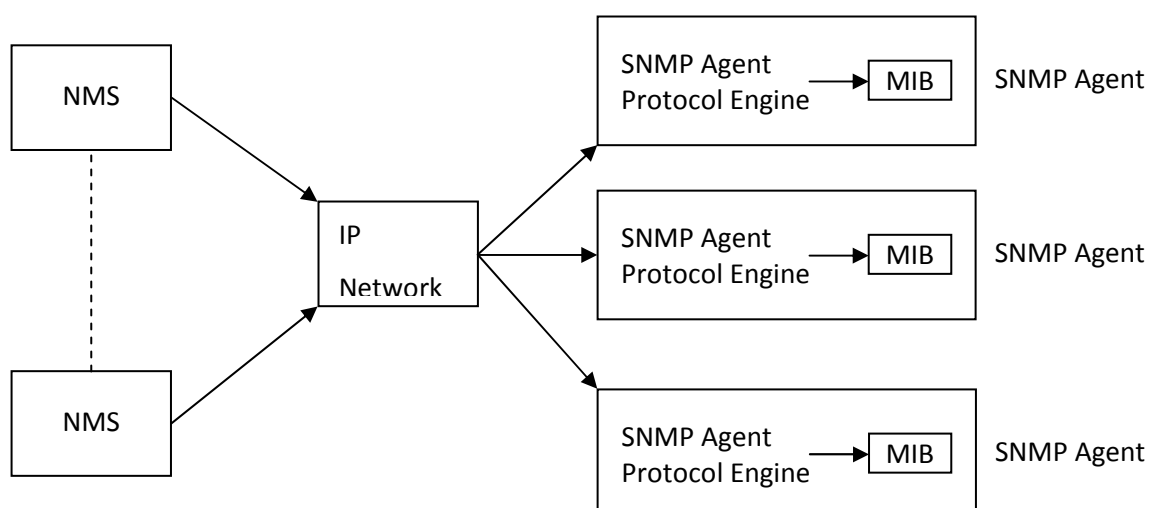 NMS
IP
Network
NMS
SNMP Agent
Protocol Engine
MIB
SNMP Agent
SNMP Agent
Protocol Engine
MIB
SNMP Agent
SNMP Agent
Protocol Engine
MIB
SNMP Agent